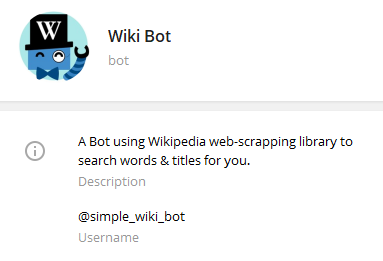 W
Wiki Bot
bot
A Bot using Wikipedia web-scrapping library to
search words & titles for you.
Description
@simple_wiki_bot
Username